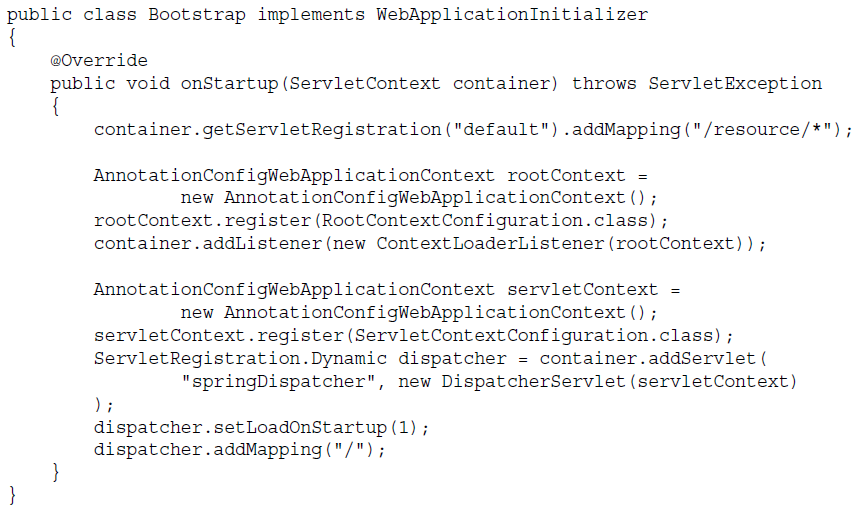 public class Bootstrap implements WebApplicationInitializer
{
    @Override
    public void onStartup(ServletContext container) throws ServletException
    {
        container.getServletRegistration("default").addMapping("/resource/*");

        AnnotationConfigWebApplicationContext rootContext =
                new AnnotationConfigWebApplicationContext();
        rootContext.register(RootContextConfiguration.class);
        container.addListener(new ContextLoaderListener(rootContext));

        AnnotationConfigWebApplicationContext servletContext =
                new AnnotationConfigWebApplicationContext();
        servletContext.register(ServletContextConfiguration.class);
        ServletRegistration.Dynamic dispatcher = container.addServlet(
                "springDispatcher", new DispatcherServlet(servletContext)
        );
        dispatcher.setLoadOnStartup(1);
        dispatcher.addMapping("/");
    }
}